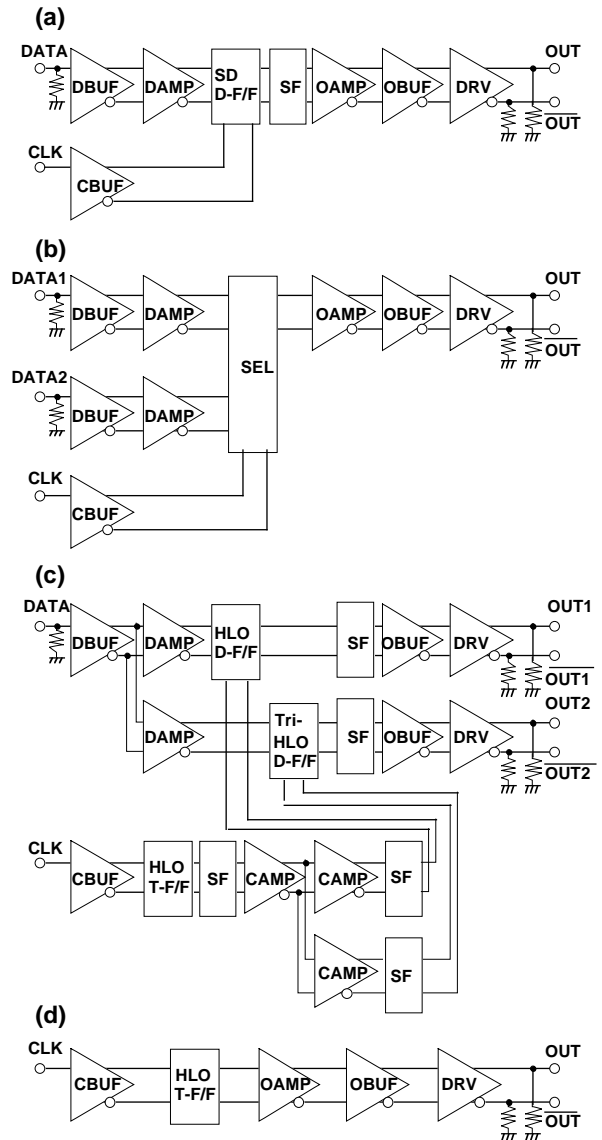 (a)
DATA
DBUF
DAMP
SD
D-F/F
SF
OAMP
OBUF
DRV
OUT
OUT
CLK
CBUF
(b)
DATA1
DBUF
DAMP
SEL
OAMP
OBUF
DRV
OUT
OUT
DATA2
DBUF
DAMP
CLK
CBUF
(c)
DATA
DBUF
DAMP
HLO
D-F/F
SF
OBUF
DRV
OUT1
OUT1
DAMP
Tri-
HLO
D-F/F
SF
OBUF
DRV
OUT2
OUT2
CLK
CBUF
HLO
T-F/F
SF
CAMP
CAMP
SF
CAMP
SF
(d)
CLK
CBUF
HLO
T-F/F
OAMP
OBUF
DRV
OUT
OUT